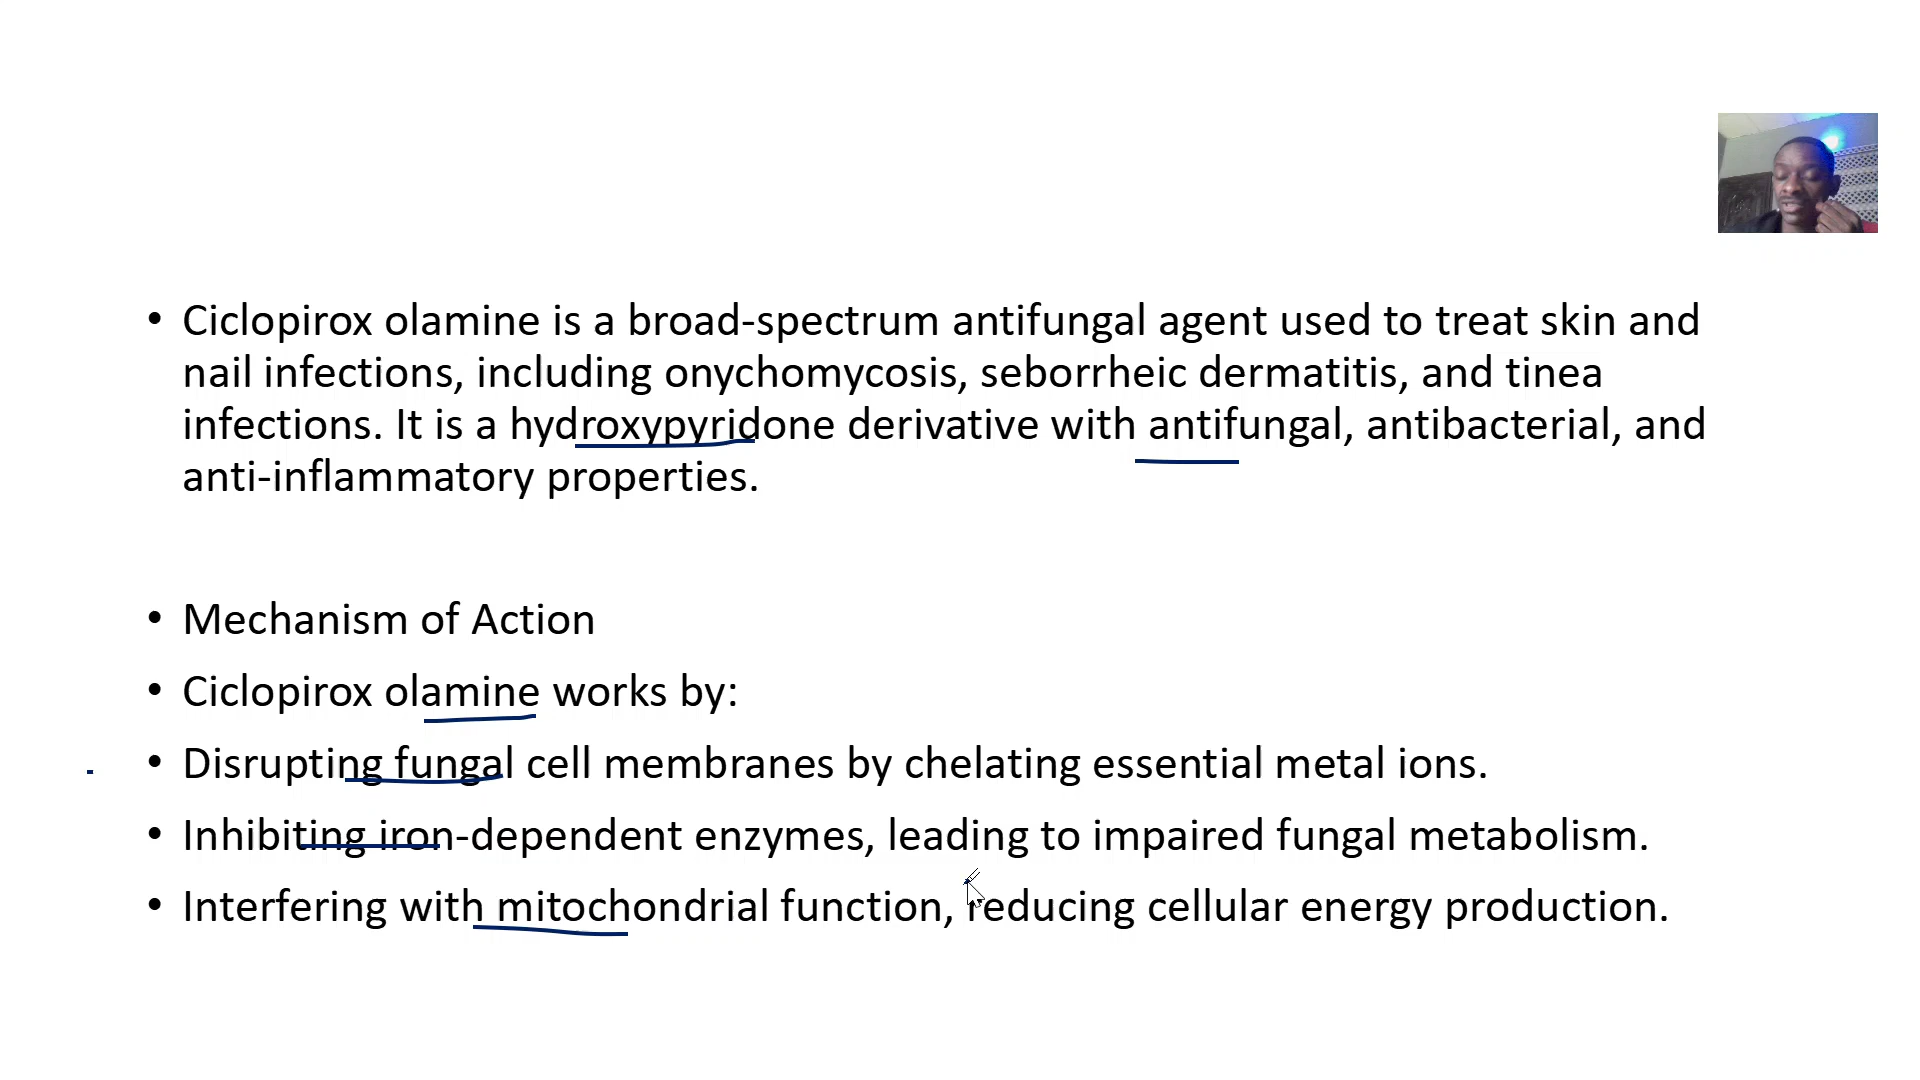 • Ciclopirox olamine is a broad-spectrum antifungal agent used to treat skin and
nail infections, including onychomycosis, seborrheic dermatitis, and tinea
infections. It is a hydroxypyridone derivative with antifungal, antibacterial, and
anti-inflammatory properties.
• Mechanism of Action
• Ciclopirox olamine works by:
• Disrupting fungal cell membranes by chelating essential metal ions.
• Inhibiting iron-dependent enzymes, leading to impaired fungal metabolism.
• Interfering with mitochondrial function, reducing cellular energy production.